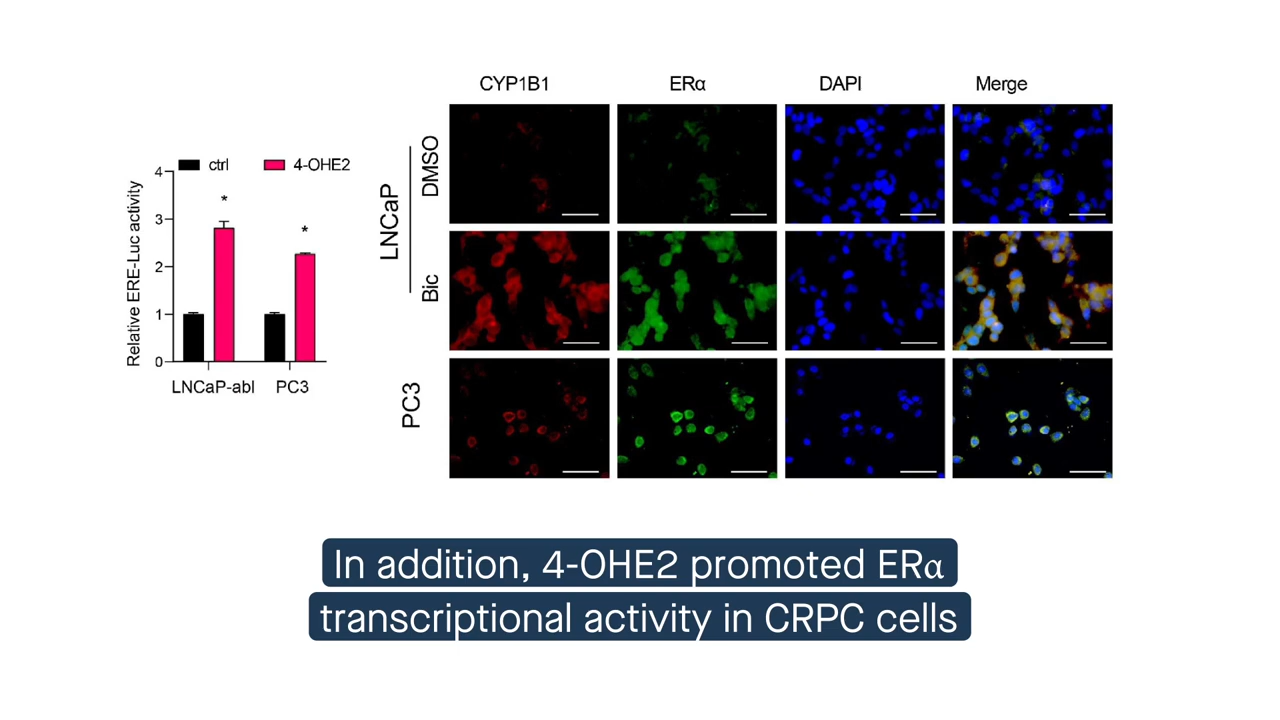 CYP1B1 ERα DAPI Merge
ctrl 4-OHE2
Relative ERE-Luc activity
4
*
3
*
2
1
0
LNCaP-abl PC3
LNCaP
DMSO
Bic
PC3
In addition, 4-OHE2 promoted ERα
transcriptional activity in CRPC cells